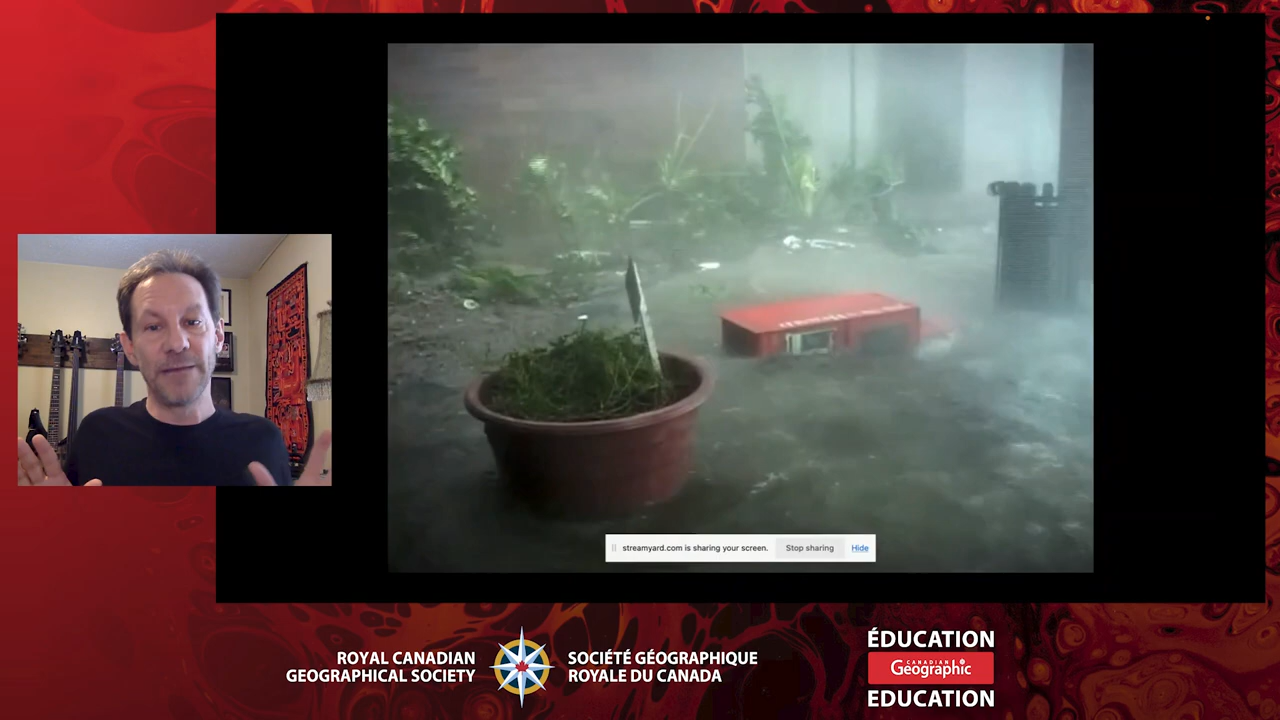 streamyard.com is sharing your screen.
Stop sharing
Hide
ROYAL CANADIAN
GEOGRAPHICAL SOCIETY
SOCIÉTÉ GÉOGRAPHIQUE
ROYALE DU CANADA
ÉDUCATION
CANADIAN
Geographic
EDUCATION